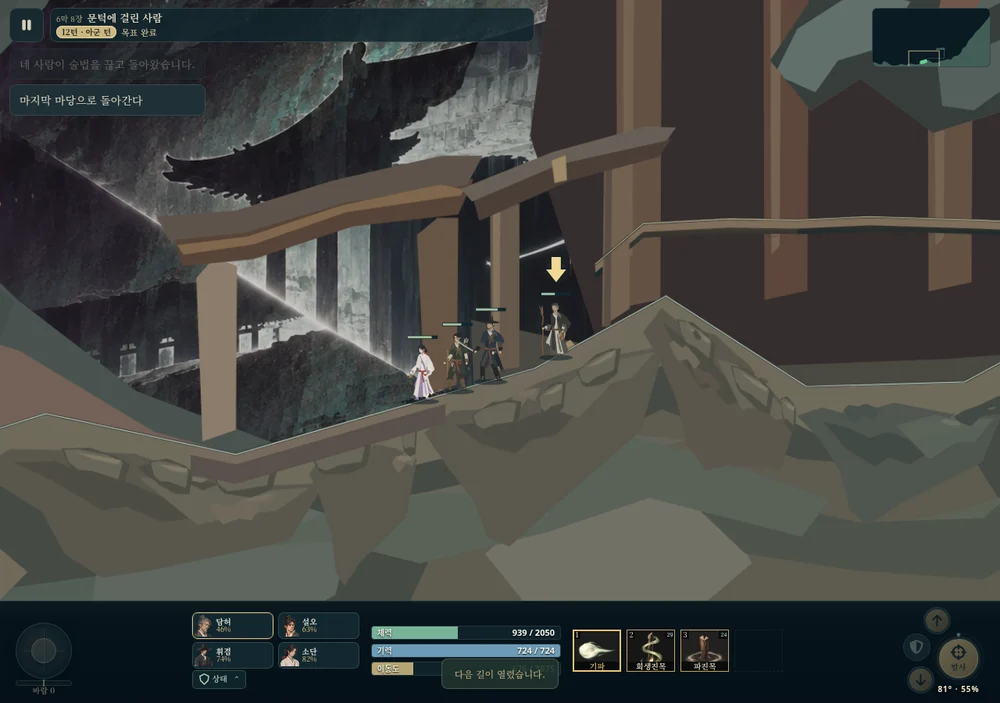 6막 8장 문턱에 걸린 사람
12턴 · 아군 턴 목표 완료
네 사람이 술법을 끊고 돌아왔습니다.
마지막 마당으로 돌아간다
담허
46%
설오
63%
휘겸
74%
소단
82%
상태
체력 939 / 2050
기력 724 / 724
이동도
다음 길이 열렸습니다.
1
기파
2 29
회생진목
3 24
파진목
바람 0
발사
81° · 55%